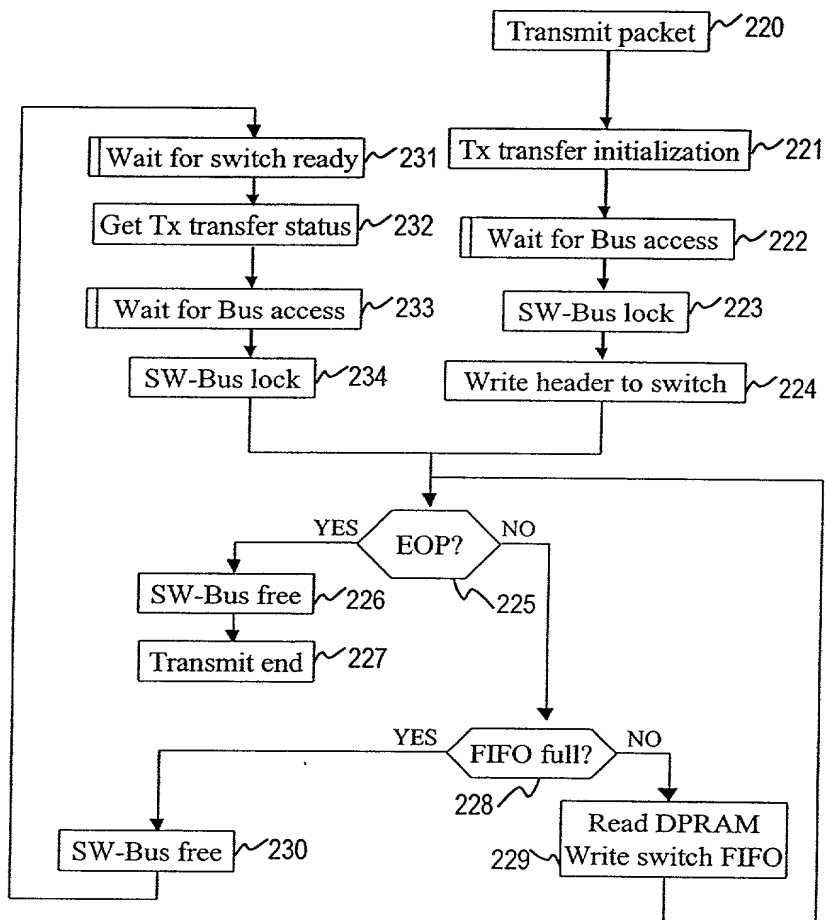 Transmit packet 220
Wait for switch ready 231
Tx transfer initialization 221
Get Tx transfer status 232
Wait for Bus access 222
Wait for Bus access 233
SW-Bus lock 223
SW-Bus lock 234
Write header to switch 224
YES EOP? NO
225
SW-Bus free 226
Transmit end 227
YES FIFO full? NO
228
SW-Bus free 230
Read DPRAM
229 Write switch FIFO